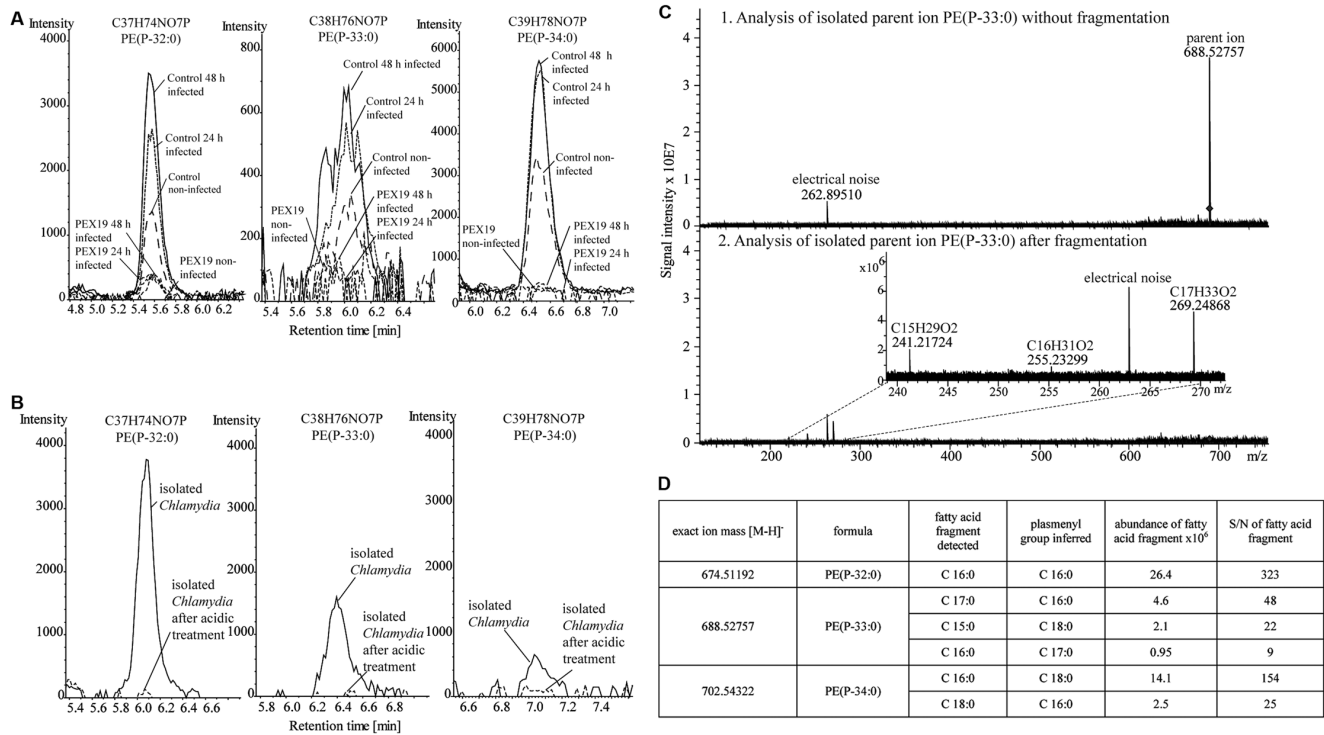 A
Intensity
C37H74NO7P
PE(P-32:0)
4000
3000
2000
1000
0
Control 48 h
infected
Control 24 h
infected
Control
non-infected
PEX19 48 h
infected
PEX19 24 h
infected
PEX19 non-
infected
4.8 5.0 5.2 5.4 5.6 5.8 6.0 6.2
Intensity
C38H76NO7P
PE(P-33:0)
800
600
400
200
0
Control 48 h infected
Control 24 h
infected
Control non-
infected
PEX19 48 h
infected
PEX19 24 h
infected
PEX19
non-
infected
5.4 5.6 5.8 6.0 6.2 6.4
Intensity
C39H78NO7P
PE(P-34:0)
6000
5000
4000
3000
2000
1000
0
Control 48 h
infected
Control 24 h
infected
Control non-
infected
PEX19
non-infected
PEX19 48 h
infected
PEX19 24 h
infected
6.0 6.2 6.4 6.6 6.8 7.0
Retention time [min]
B
Intensity
C37H74NO7P
PE(P-32:0)
4000
3000
2000
1000
0
isolated
Chlamydia
isolated
Chlamydia
after acidic
treatment
5.4 5.6 5.8 6.0 6.2 6.4 6.6
Intensity
C38H76NO7P
PE(P-33:0)
4000
3000
2000
1000
0
isolated
Chlamydia
isolated
Chlamydia
after acidic
treatment
5.8 6.0 6.2 6.4 6.6 6.8
Intensity
C39H78NO7P
PE(P-34:0)
4000
3000
2000
1000
0
isolated
Chlamydia
isolated
Chlamydia
after acidic
treatment
6.6 6.8 7.0 7.2 7.4
Retention time [min]
C
Signal intensity x 10E7
1. Analysis of isolated parent ion PE(P-33:0) without fragmentation
4
3
2
1
0
parent ion
688.52757
electrical noise
262.89510
2. Analysis of isolated parent ion PE(P-33:0) after fragmentation
4
3
2
1
0
x10⁶
8
6
4
2
0
C15H29O2
241.21724
C16H31O2
255.23299
electrical noise
C17H33O2
269.24868
240 245 250 255 260 265 270 m/z
200 300 400 500 600 700 m/z
D
exact ion mass [M-H]⁻ formula fatty acid fragment detected plasmenyl group inferred abundance of fatty acid fragment x10⁶ S/N of fatty acid fragment
674.51192 PE(P-32:0) C 16:0 C 16:0 26.4 323
688.52757 PE(P-33:0) C 17:0 C 16:0 4.6 48
C 15:0 C 18:0 2.1 22
C 16:0 C 17:0 0.95 9
702.54322 PE(P-34:0) C 16:0 C 18:0 14.1 154
C 18:0 C 16:0 2.5 25